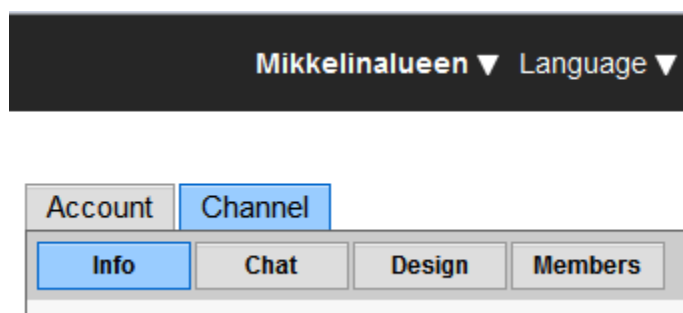 Mikkelinalueen ▼ Language ▼
Account Channel
Info Chat Design Members